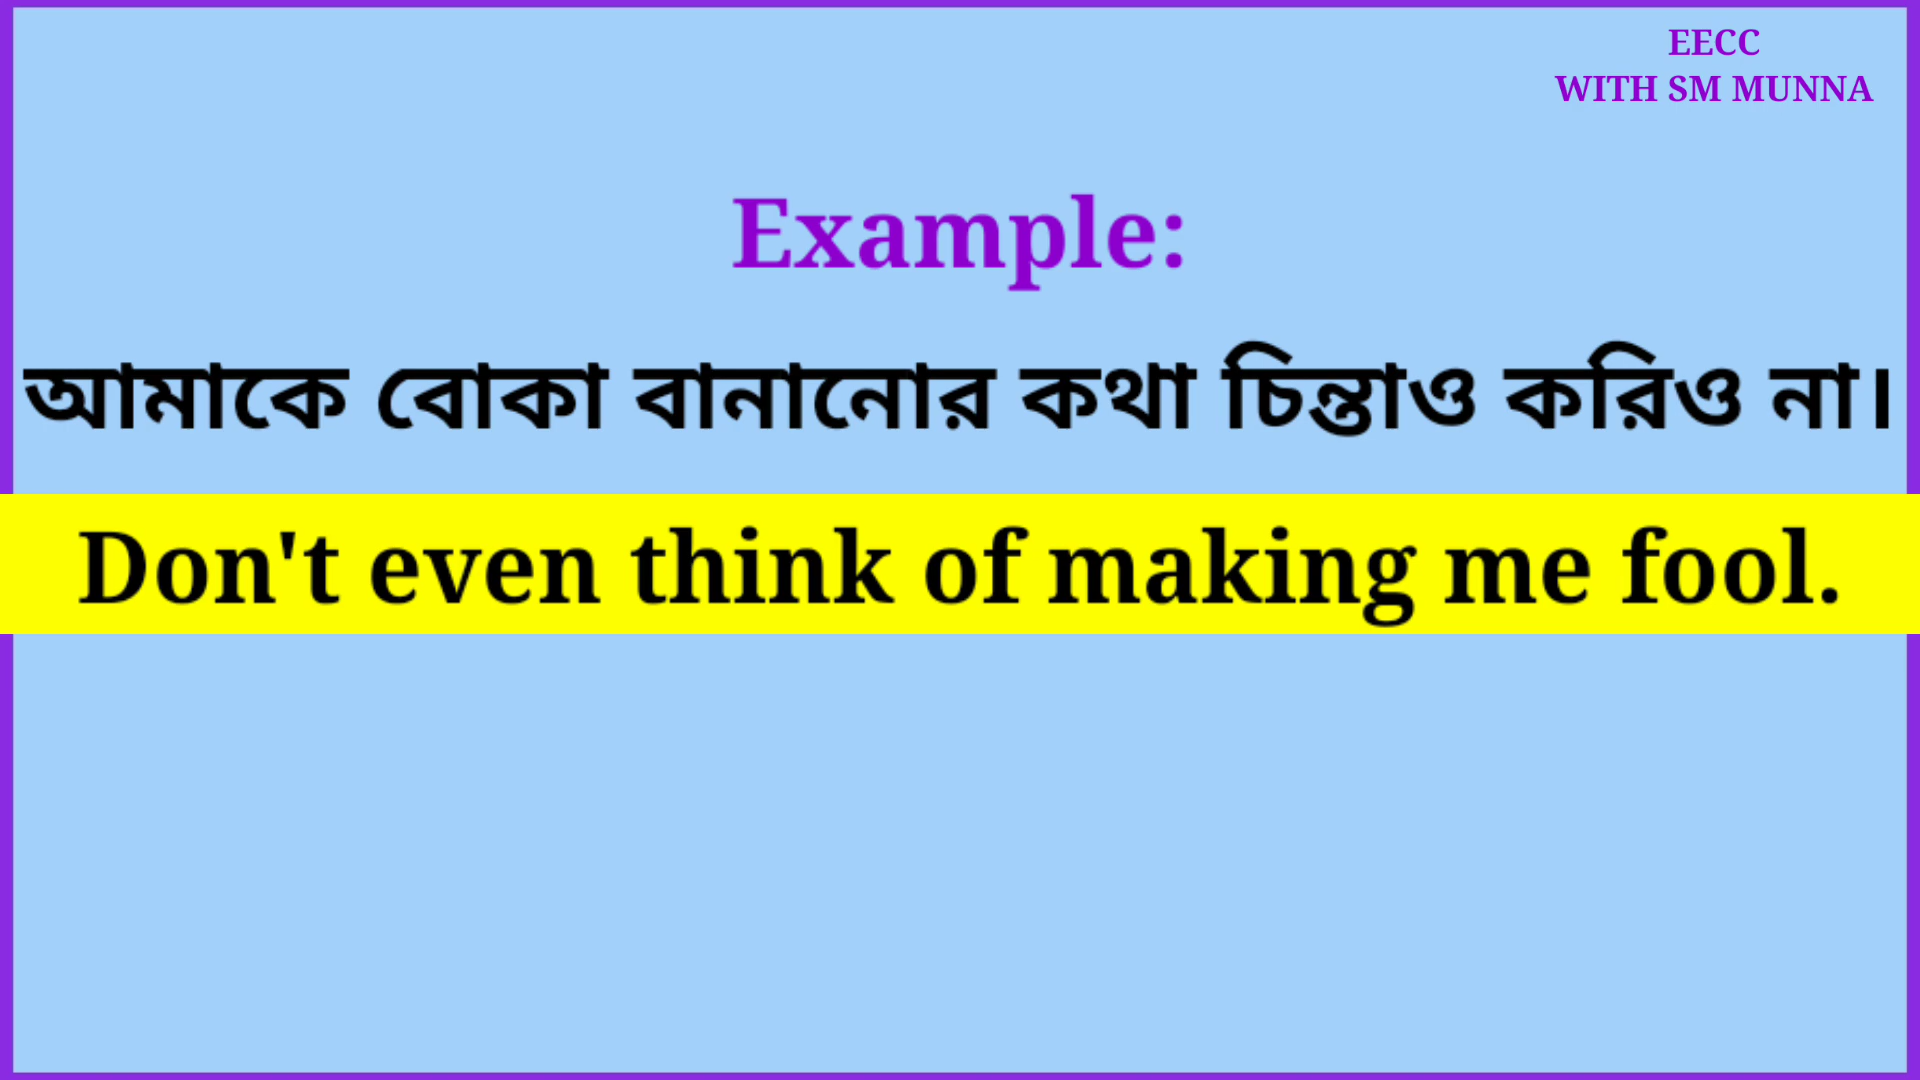 EECC
WITH SM MUNNA
Example:
আমাকে বোকা বানানোর কথা চিন্তাও করিও না।
Don't even think of making me fool.